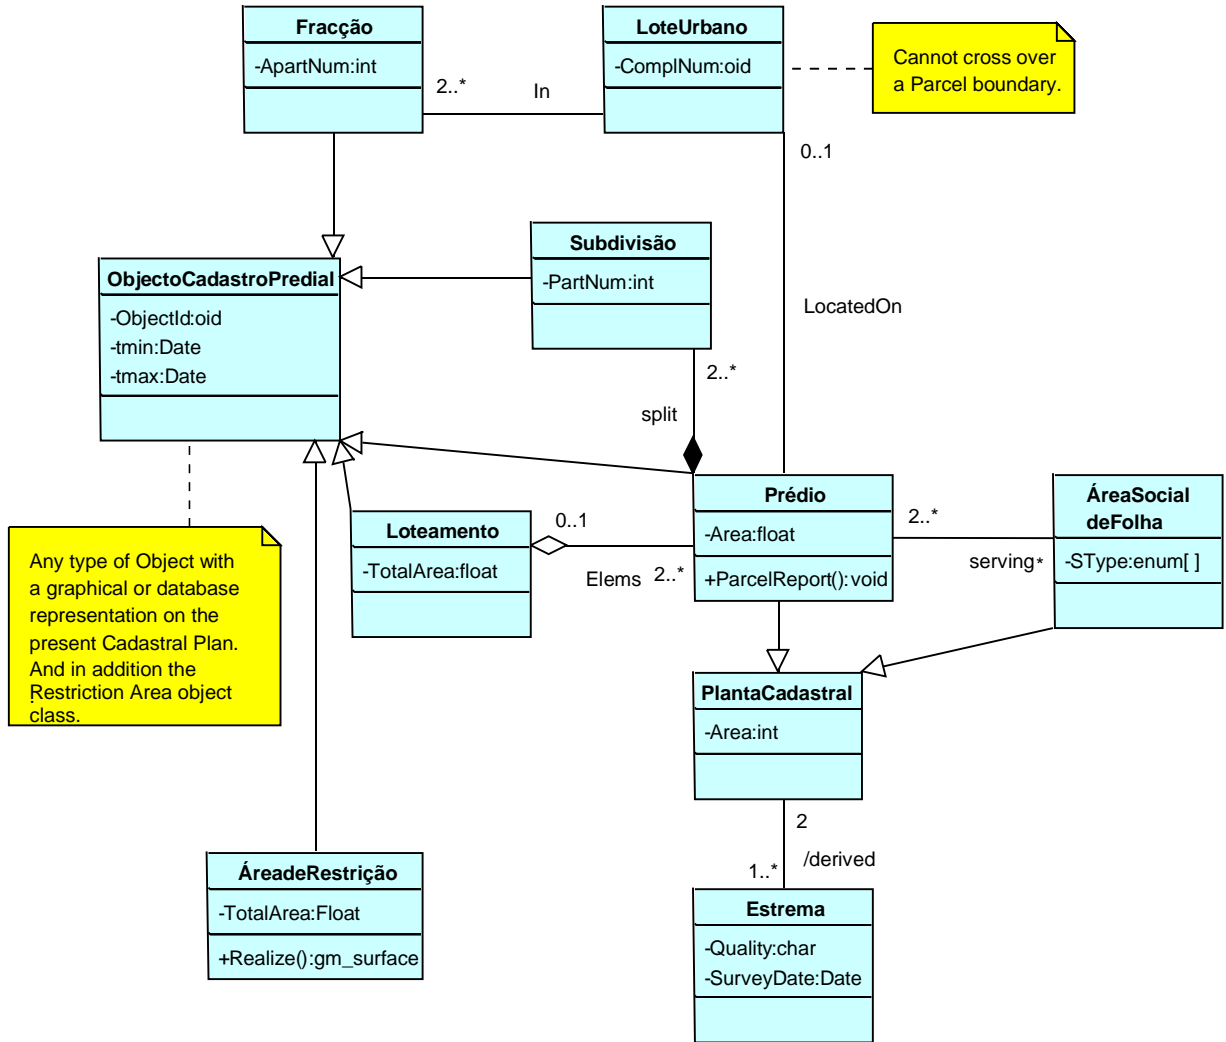 Fracção
-ApartNum:int
2..*
In
LoteUrbano
-ComplNum:oid
Cannot cross over
a Parcel boundary.
0..1
LocatedOn
Subdivisão
-PartNum:int
2..*
split
ObjectoCadastroPredial
-ObjectId:oid
-tmin:Date
-tmax:Date
Any type of Object with
a graphical or database
representation on the
present Cadastral Plan.
And in addition the
Restriction Area object
class.
Loteamento
-TotalArea:float
0..1
Elems
2..*
Prédio
-Area:float
+ParcelReport():void
2..*
serving
*
ÁreaSocial
deFolha
-SType:enum[ ]
PlantaCadastral
-Area:int
2
/derived
1..*
ÁreadeRestrição
-TotalArea:Float
+Realize():gm_surface
Estrema
-Quality:char
-SurveyDate:Date